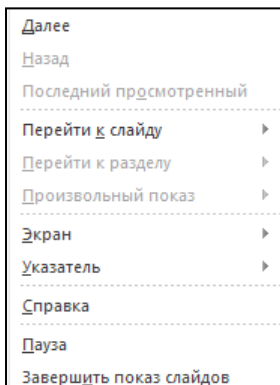 Далее
Назад
Последний просмотренный
Перейти к слайду
Перейти к разделу
Произвольный показ
Экран
Указатель
Справка
Пауза
Завершить показ слайдов